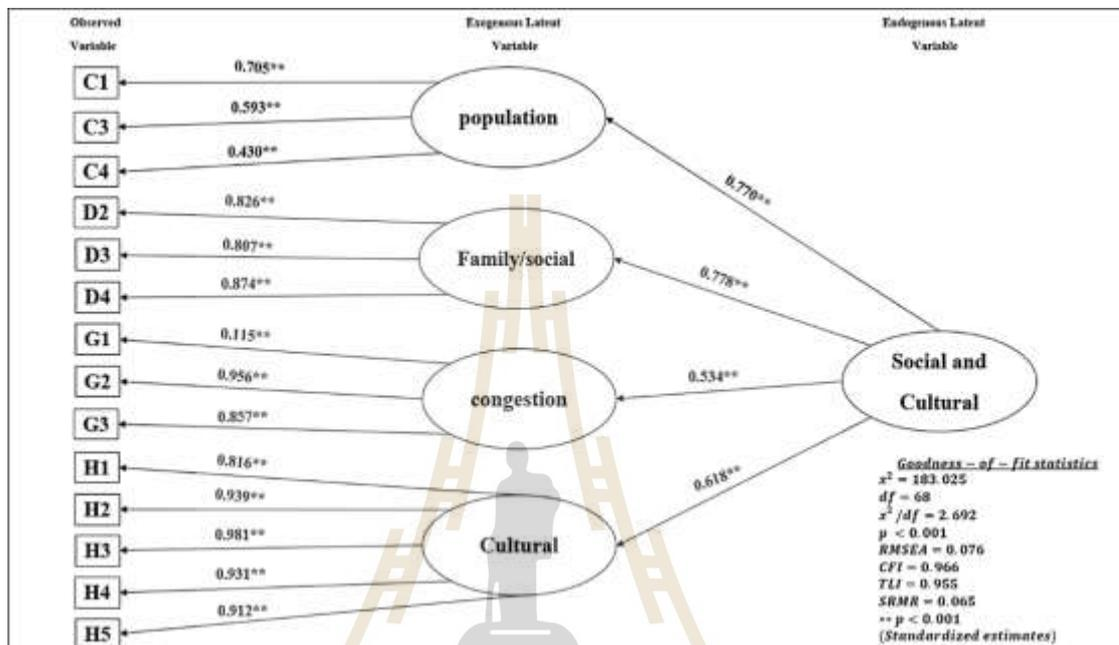 Observed
Variable
Exogenous Latent
Variable
Endogenous Latent
Variable
C1
0.705**
C3
0.593**
C4
0.430**
population
0.770**
D2
0.826**
D3
0.807**
D4
0.874**
Family/social
0.778**
G1
0.115**
G2
0.956**
G3
0.857**
congestion
0.534**
Social and
Cultural
H1
0.816**
H2
0.939**
H3
0.981**
H4
0.931**
H5
0.912**
Cultural
0.618**
Goodness – of – fit statistics
x² = 183.025
df = 68
x²/df = 2.692
p < 0.001
RMSEA = 0.076
CFI = 0.966
TLI = 0.955
SRMR = 0.065
** p < 0.001
(Standardized estimates)